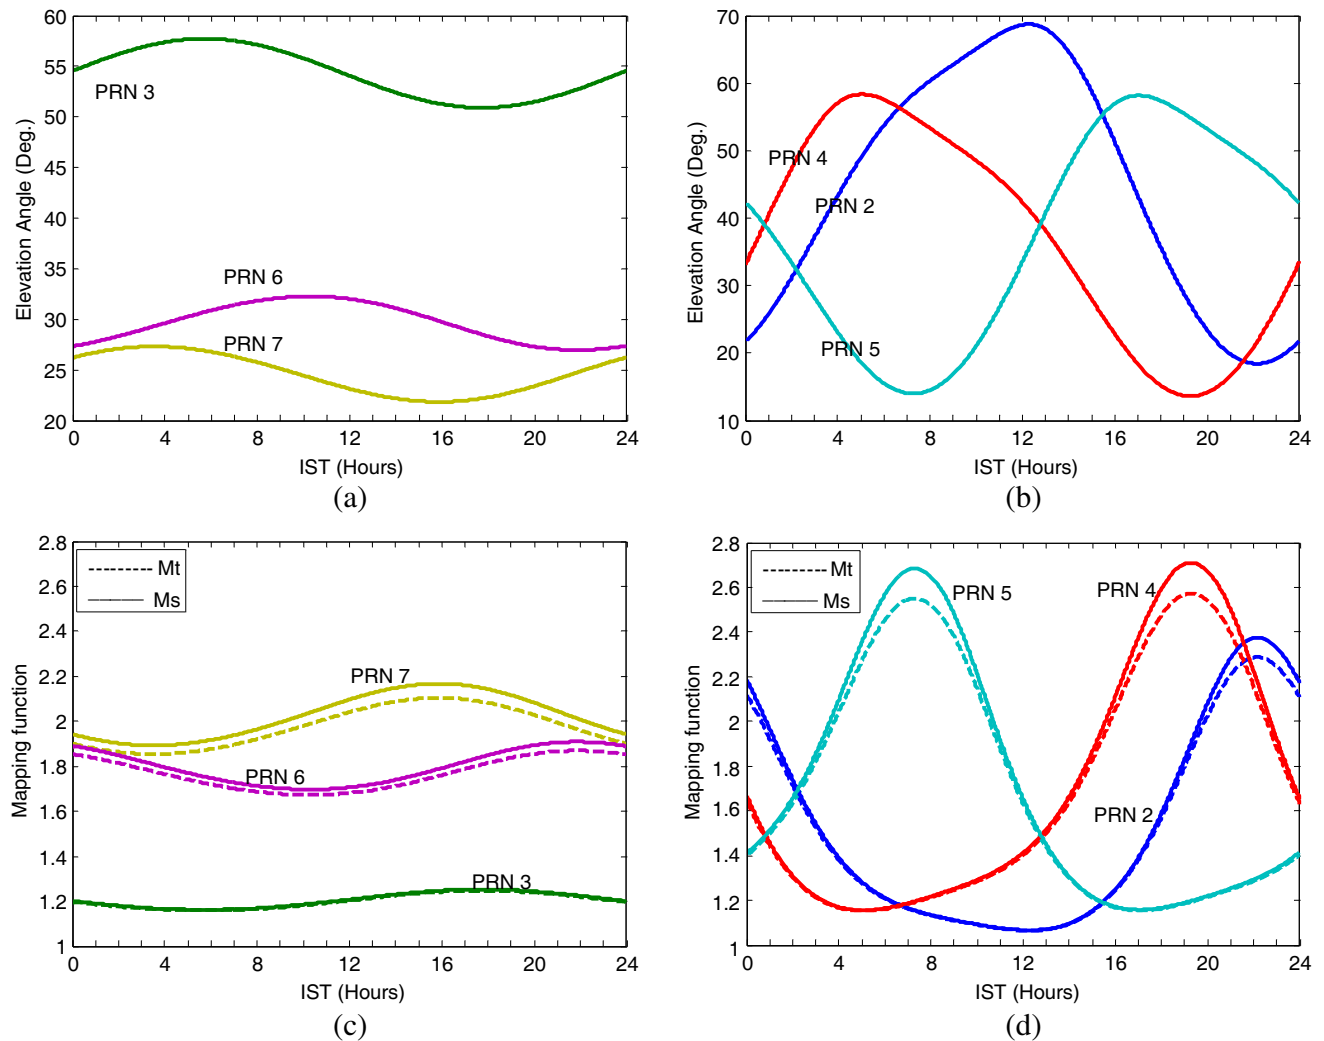 60
55
50
45
40
35
30
25
20
Elevation Angle (Deg.)
PRN 3
PRN 6
PRN 7
0 4 8 12 16 20 24
IST (Hours)
(a)
70
60
50
40
30
20
10
Elevation Angle (Deg.)
PRN 4
PRN 2
PRN 5
0 4 8 12 16 20 24
IST (Hours)
(b)
2.8
2.6
2.4
2.2
2
1.8
1.6
1.4
1.2
1
Mapping function
Mt
Ms
PRN 7
PRN 6
PRN 3
0 4 8 12 16 20 24
IST (Hours)
(c)
2.8
2.6
2.4
2.2
2
1.8
1.6
1.4
1.2
1
Mapping function
Mt
Ms
PRN 5
PRN 4
PRN 2
0 4 8 12 16 20 24
IST (Hours)
(d)